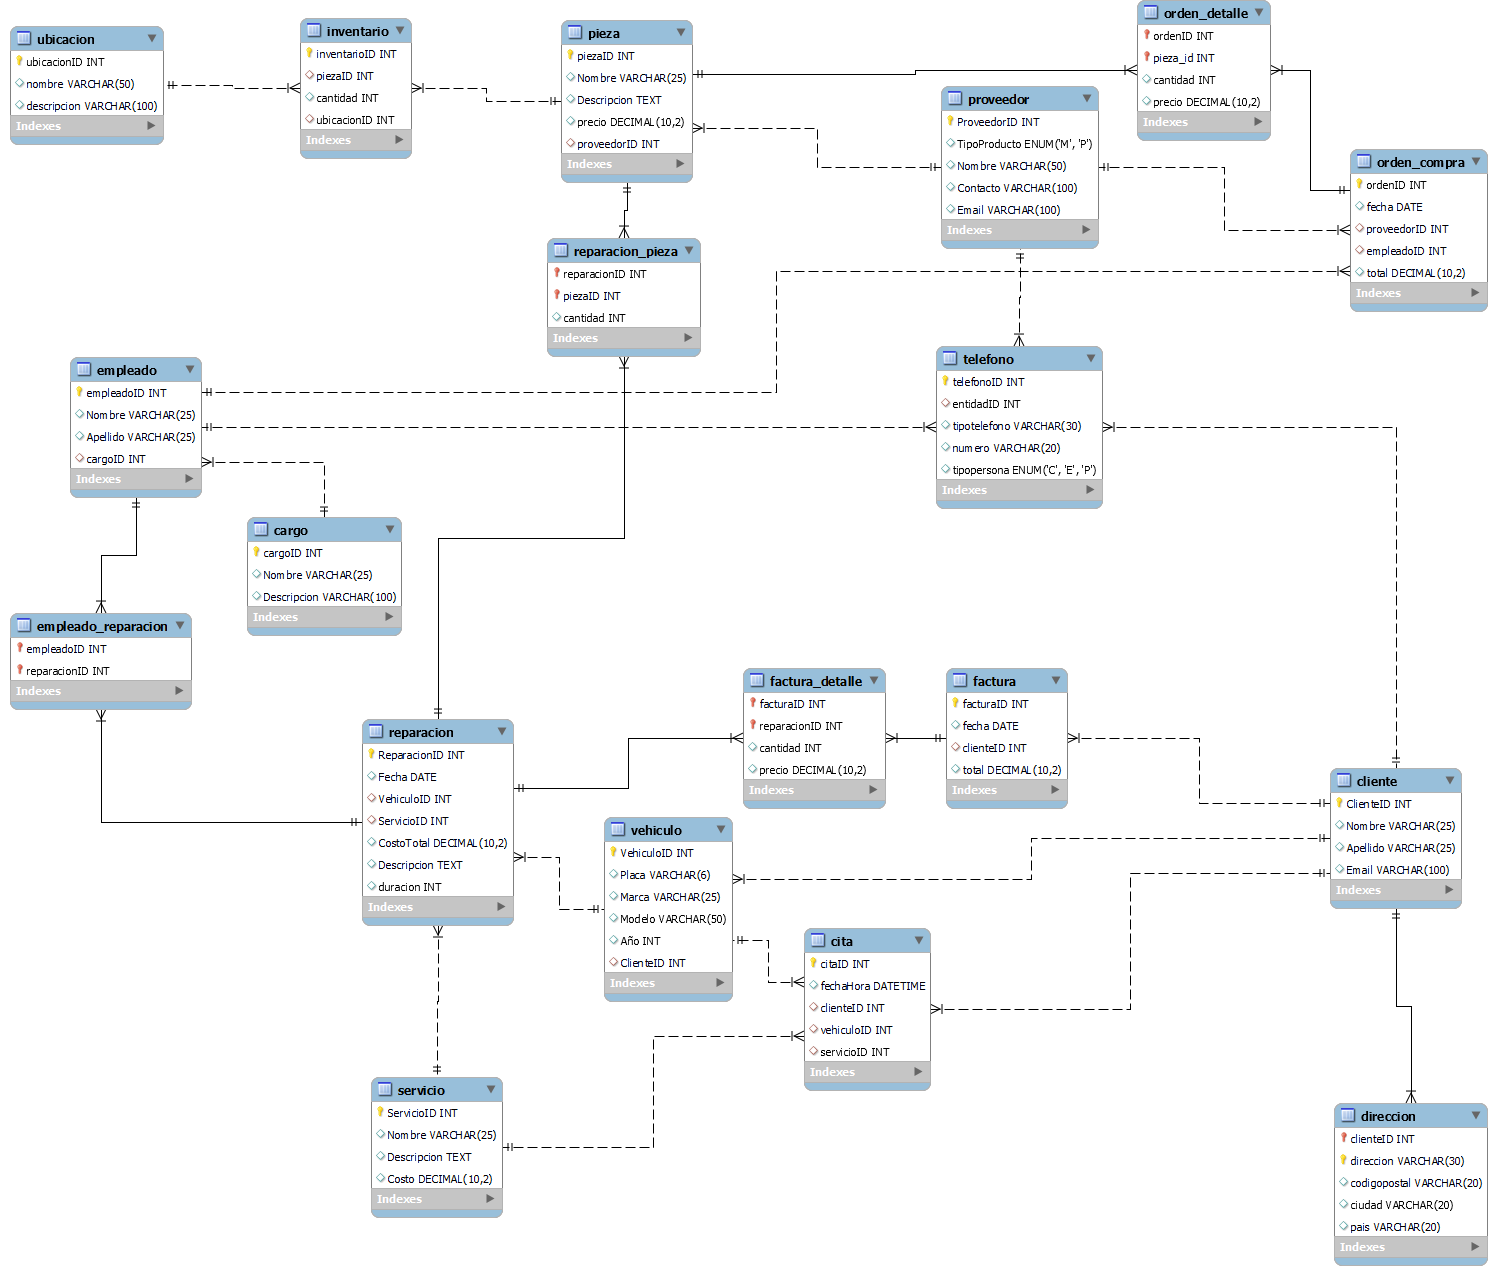 ubicacion
ubicacionID INT
nombre VARCHAR(50)
descripcion VARCHAR(100)
Indexes
inventario
inventarioID INT
piezaID INT
cantidad INT
ubicacionID INT
Indexes
pieza
piezaID INT
Nombre VARCHAR(25)
Descripcion TEXT
precio DECIMAL(10,2)
proveedorID INT
Indexes
orden_detalle
ordenID INT
pieza_id INT
cantidad INT
precio DECIMAL(10,2)
Indexes
proveedor
ProveedorID INT
TipoProducto ENUM('M', 'P')
Nombre VARCHAR(50)
Contacto VARCHAR(100)
Email VARCHAR(100)
Indexes
orden_compra
ordenID INT
fecha DATE
proveedorID INT
empleadoID INT
total DECIMAL(10,2)
Indexes
reparacion_pieza
reparacionID INT
piezaID INT
cantidad INT
Indexes
empleado
empleadoID INT
Nombre VARCHAR(25)
Apellido VARCHAR(25)
cargoID INT
Indexes
telefono
telefonoID INT
entidadID INT
tipotelefono VARCHAR(30)
numero VARCHAR(20)
tipopersona ENUM('C', 'E', 'P')
Indexes
cargo
cargoID INT
Nombre VARCHAR(25)
Descripcion VARCHAR(100)
Indexes
empleado_reparacion
empleadoID INT
reparacionID INT
Indexes
reparacion
ReparacionID INT
Fecha DATE
VehiculoID INT
ServicioID INT
CostoTotal DECIMAL(10,2)
Descripcion TEXT
duracion INT
Indexes
factura_detalle
facturaID INT
reparacionID INT
cantidad INT
precio DECIMAL(10,2)
Indexes
factura
facturaID INT
fecha DATE
clienteID INT
total DECIMAL(10,2)
Indexes
cliente
ClienteID INT
Nombre VARCHAR(25)
Apellido VARCHAR(25)
Email VARCHAR(100)
Indexes
vehiculo
VehiculoID INT
Placa VARCHAR(6)
Marca VARCHAR(25)
Modelo VARCHAR(50)
Año INT
ClienteID INT
Indexes
cita
citaID INT
fechaHora DATETIME
clienteID INT
vehiculoID INT
servicioID INT
Indexes
servicio
ServicioID INT
Nombre VARCHAR(25)
Descripcion TEXT
Costo DECIMAL(10,2)
Indexes
direccion
clienteID INT
direccion VARCHAR(30)
codigopostal VARCHAR(20)
ciudad VARCHAR(20)
pais VARCHAR(20)
Indexes